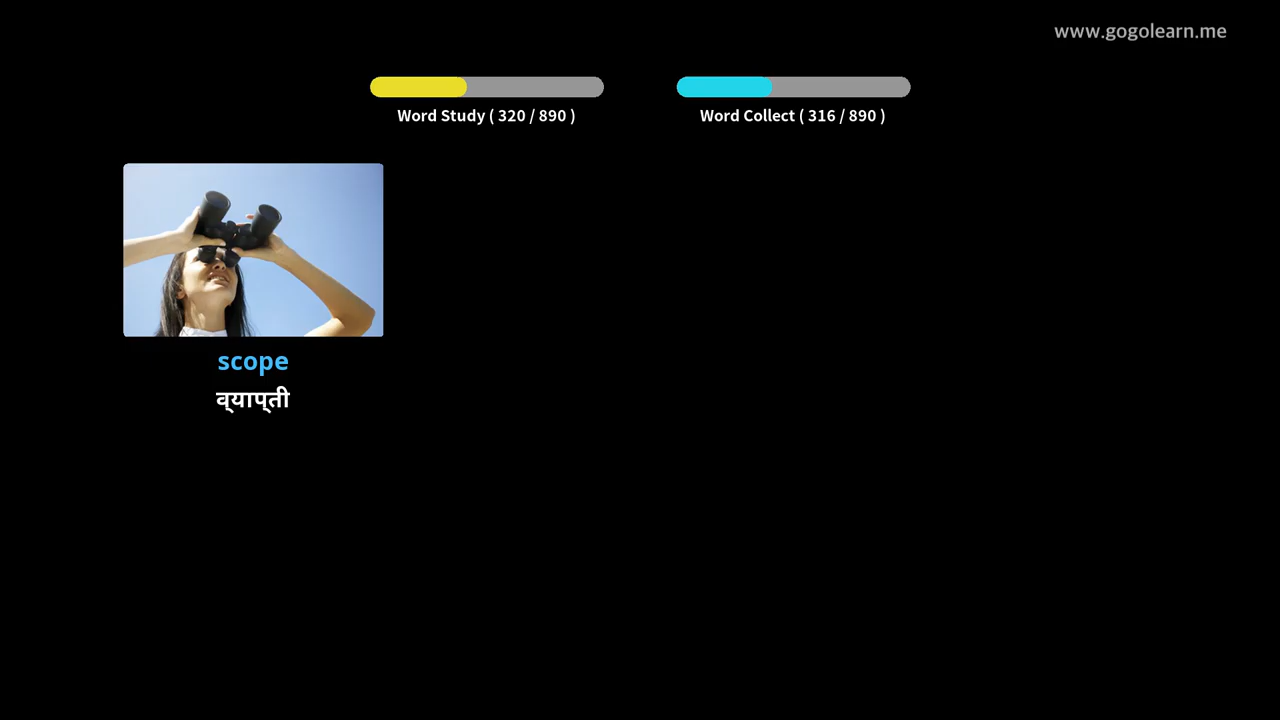 www.gogolearn.me
Word Study ( 320 / 890 )
Word Collect ( 316 / 890 )
scope
व्याप्ती